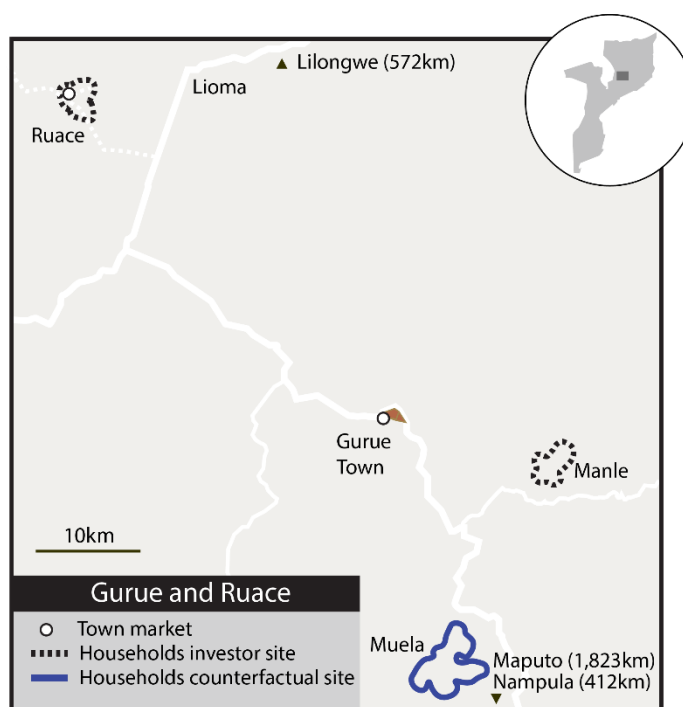 Lilongwe (572km)
Lioma
Ruace
Gurue
Town
Manle
10km
Gurue and Ruace
Town market
Households investor site
Households counterfactual site
Muela
Maputo (1,823km)
Nampula (412km)